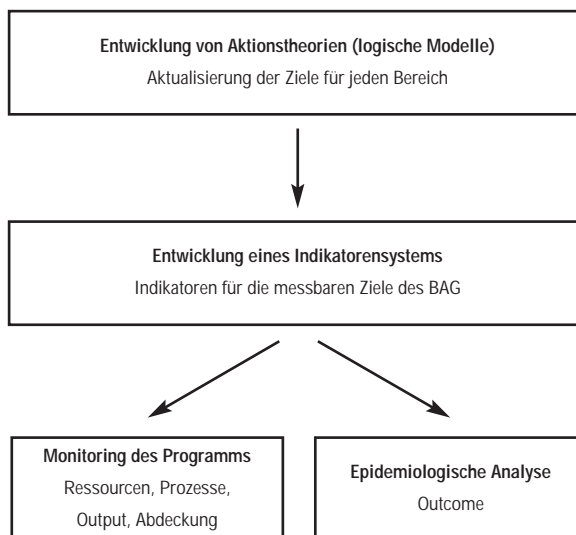 Entwicklung von Aktionstheorien (logische Modelle)
Aktualisierung der Ziele für jeden Bereich
Entwicklung eines Indikatorensystems
Indikatoren für die messbaren Ziele des BAG
Monitoring des Programms
Ressourcen, Prozesse,
Output, Abdeckung
Epidemiologische Analyse
Outcome